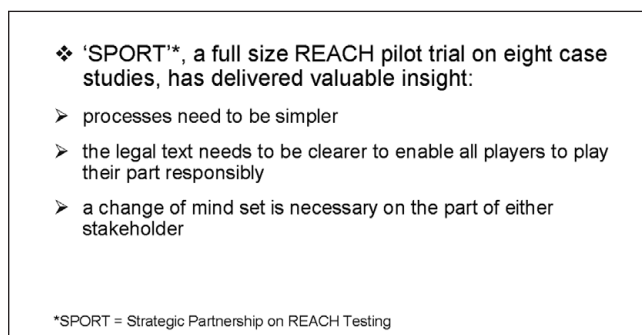 ❖ 'SPORT'*, a full size REACH pilot trial on eight case
studies, has delivered valuable insight:
➢ processes need to be simpler
➢ the legal text needs to be clearer to enable all players to play
their part responsibly
➢ a change of mind set is necessary on the part of either
stakeholder
*SPORT = Strategic Partnership on REACH Testing